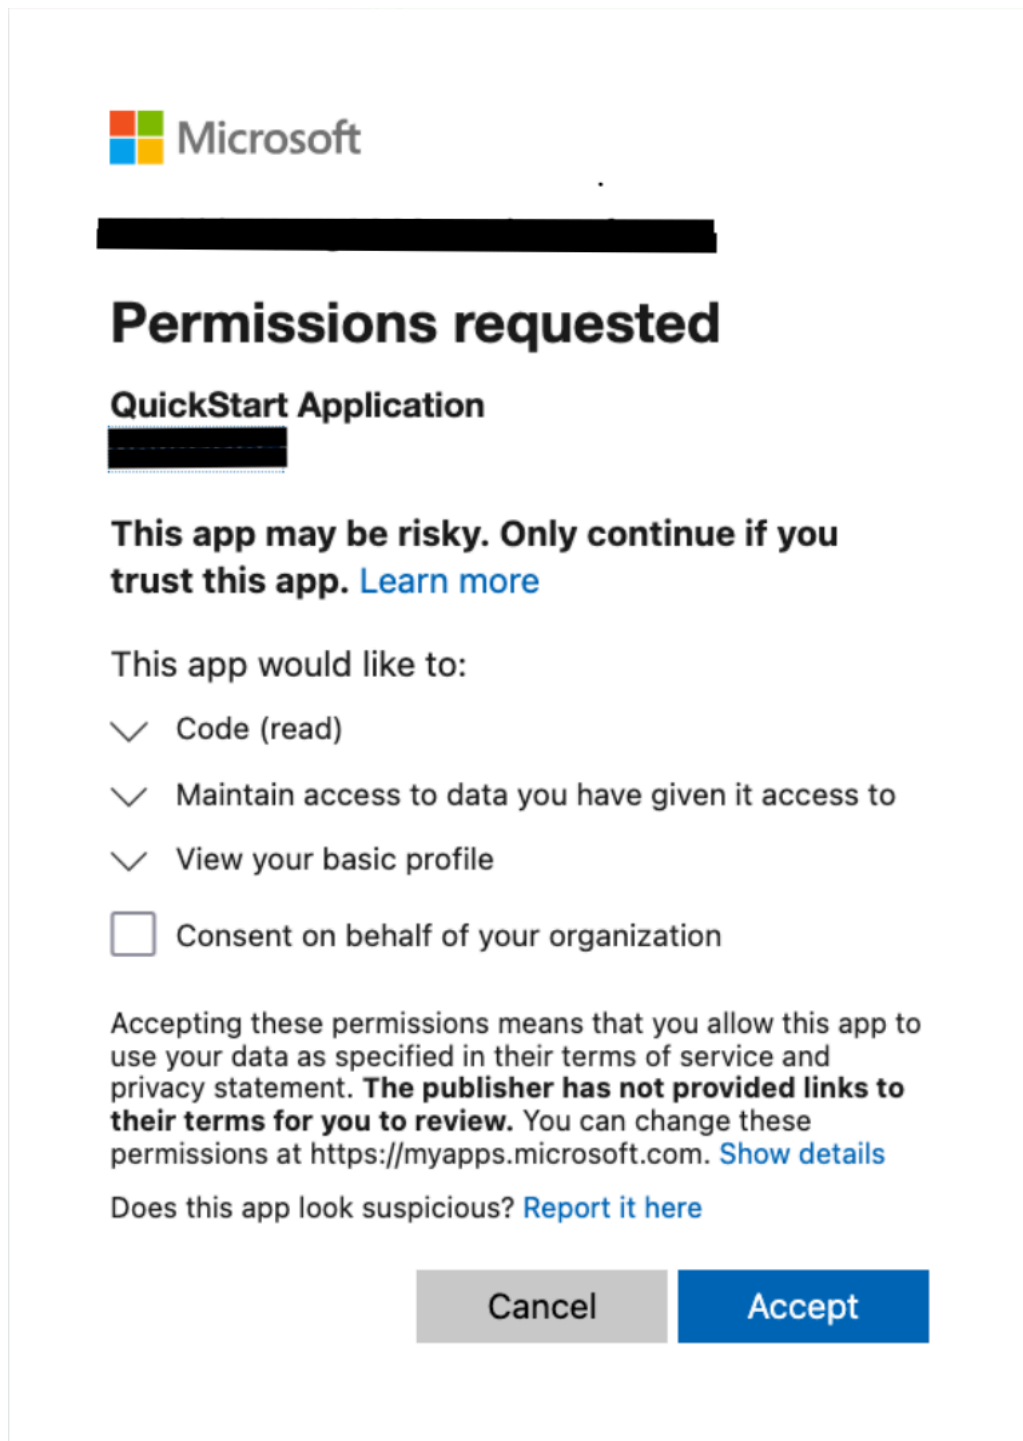 Microsoft
Permissions requested
QuickStart Application
This app may be risky. Only continue if you
trust this app. Learn more
This app would like to:
Code (read)
Maintain access to data you have given it access to
View your basic profile
Consent on behalf of your organization
Accepting these permissions means that you allow this app to
use your data as specified in their terms of service and
privacy statement. The publisher has not provided links to
their terms for you to review. You can change these
permissions at https://myapps.microsoft.com. Show details
Does this app look suspicious? Report it here
Cancel Accept